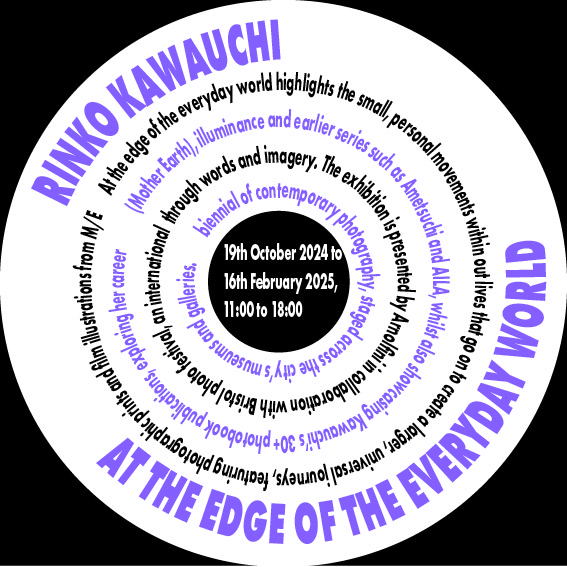 RINKO KAWAUCHI
AT THE EDGE OF THE EVERYDAY WORLD
At the edge of the everyday world highlights the small, personal movements within out lives that go on to create a larger, universal journeys, featuring photographic prints and film illustrations from M/E
(Mother Earth), illuminance and earlier series such as Ametsuchi and AILA, whils also showcasing Kawauchi's 30+ photobook publications, exploring her career
through words and imagery. The exhibition is presented by Arnolfini in collaboration with Bristol photo festival, an international
biennial of contemporary photography, staged across the city's museums and galleries.
19th October 2024 to
16th February 2025,
11:00 to 18:00